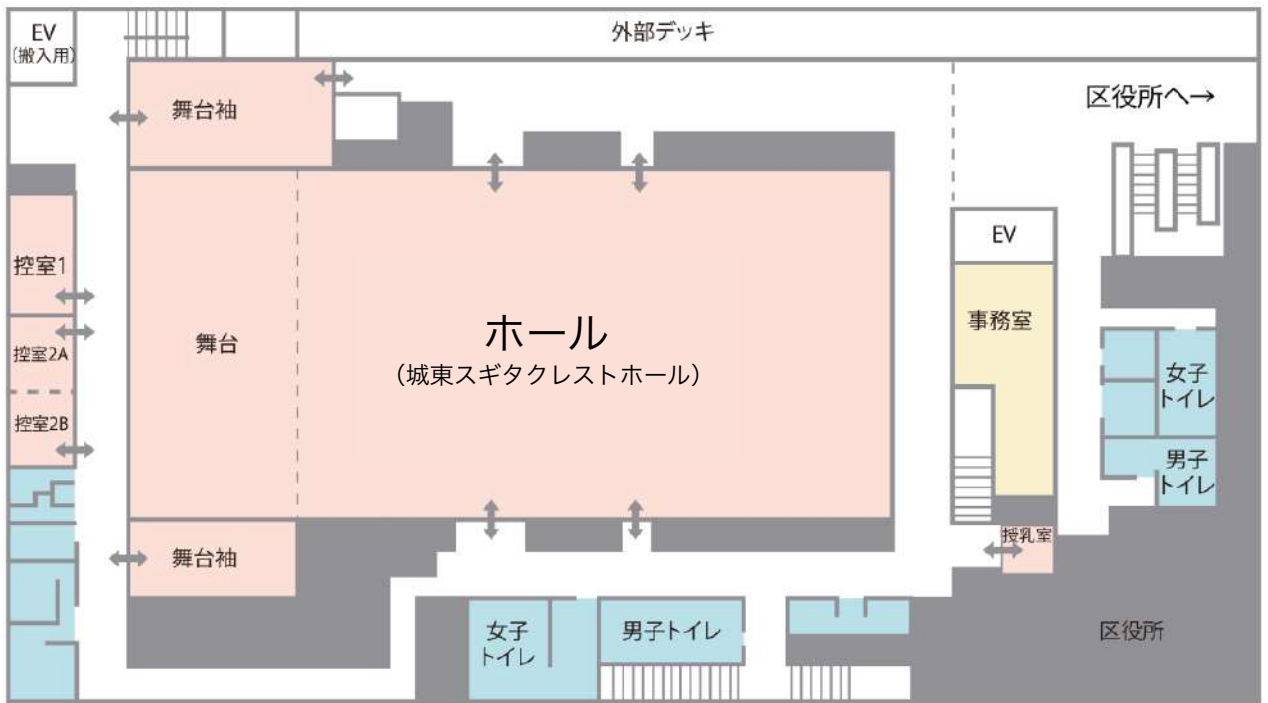 EV
(搬入用)
外部デッキ
区役所へ→
舞台袖
控室1
控室2A
控室2B
舞台
ホール
(城東スギタクレストホール)
EV
事務室
女子
トイレ
男子
トイレ
授乳室
舞台袖
女子
トイレ
男子トイレ
区役所